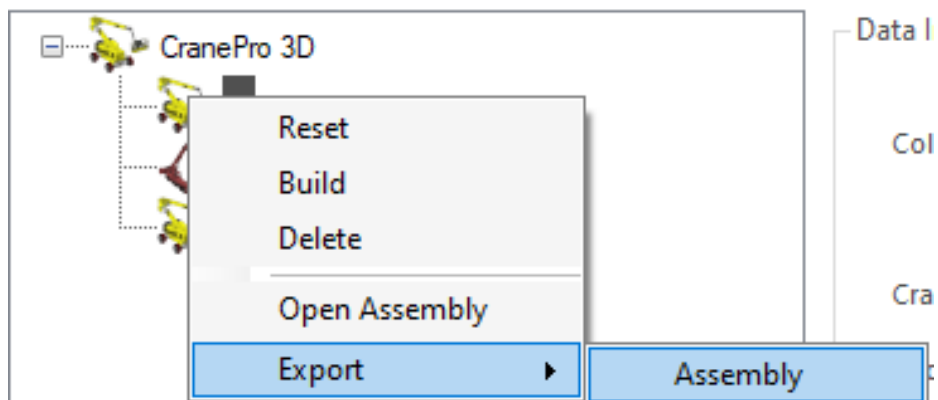 CranePro 3D
Data I
Reset
Col
Build
Delete
Open Assembly
Cra
Export
Assembly